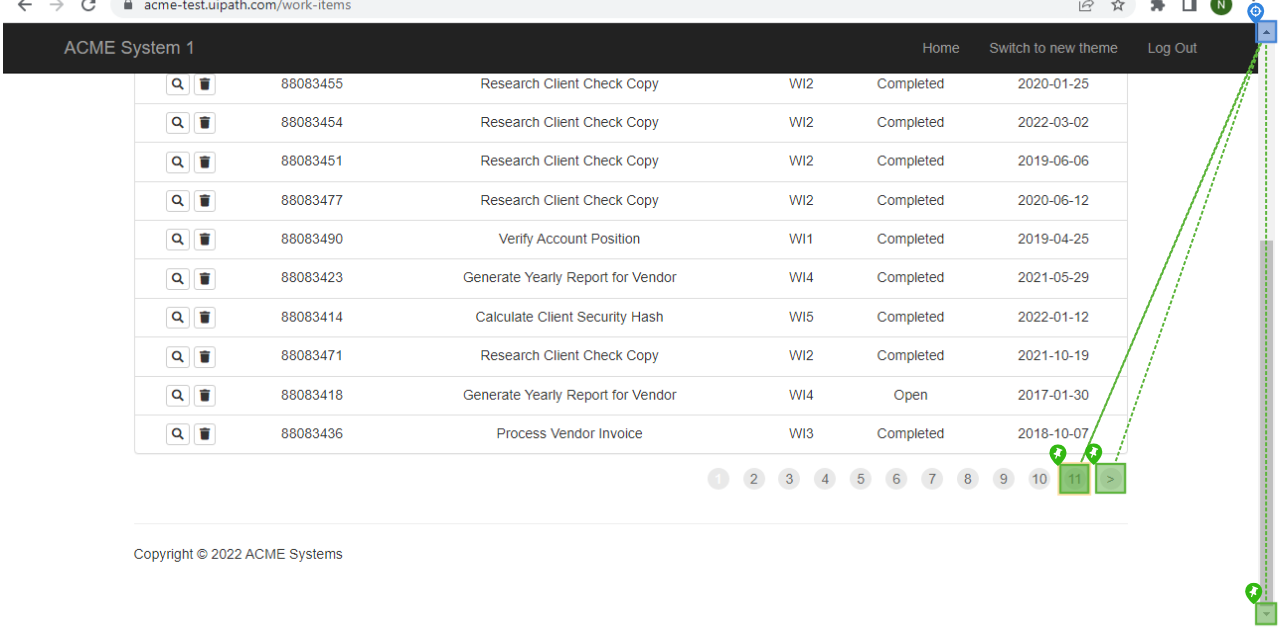 acme-test.uipath.com/work-items
N
ACME System 1 Home Switch to new theme Log Out
88083455 Research Client Check Copy WI2 Completed 2020-01-25
88083454 Research Client Check Copy WI2 Completed 2022-03-02
88083451 Research Client Check Copy WI2 Completed 2019-06-06
88083477 Research Client Check Copy WI2 Completed 2020-06-12
88083490 Verify Account Position WI1 Completed 2019-04-25
88083423 Generate Yearly Report for Vendor WI4 Completed 2021-05-29
88083414 Calculate Client Security Hash WI5 Completed 2022-01-12
88083471 Research Client Check Copy WI2 Completed 2021-10-19
88083418 Generate Yearly Report for Vendor WI4 Open 2017-01-30
88083436 Process Vendor Invoice WI3 Completed 2018-10-07
1 2 3 4 5 6 7 8 9 10 11 >
Copyright © 2022 ACME Systems